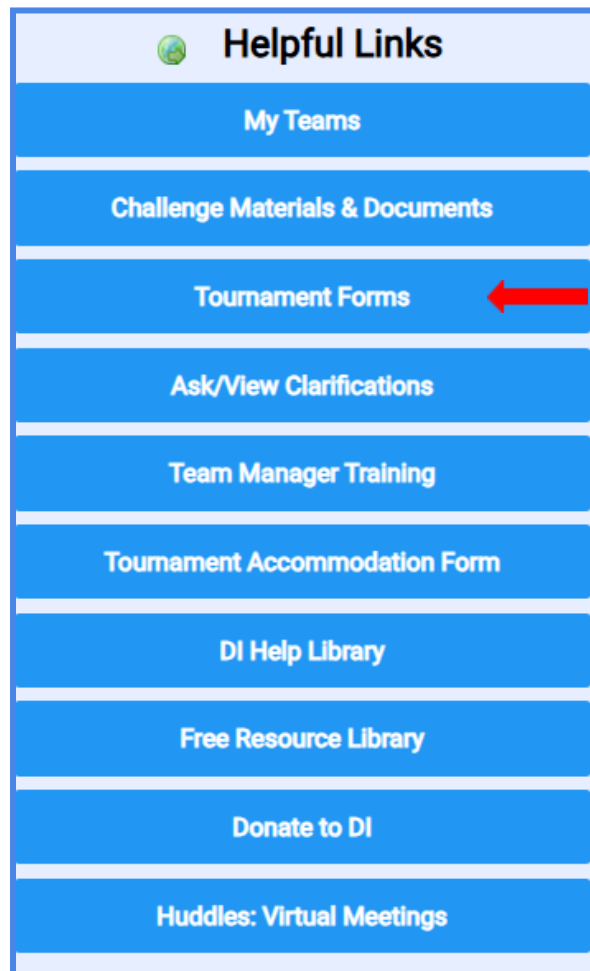 Helpful Links
My Teams
Challenge Materials & Documents
Tournament Forms
Ask/View Clarifications
Team Manager Training
Tournament Accommodation Form
DI Help Library
Free Resource Library
Donate to DI
Huddles: Virtual Meetings